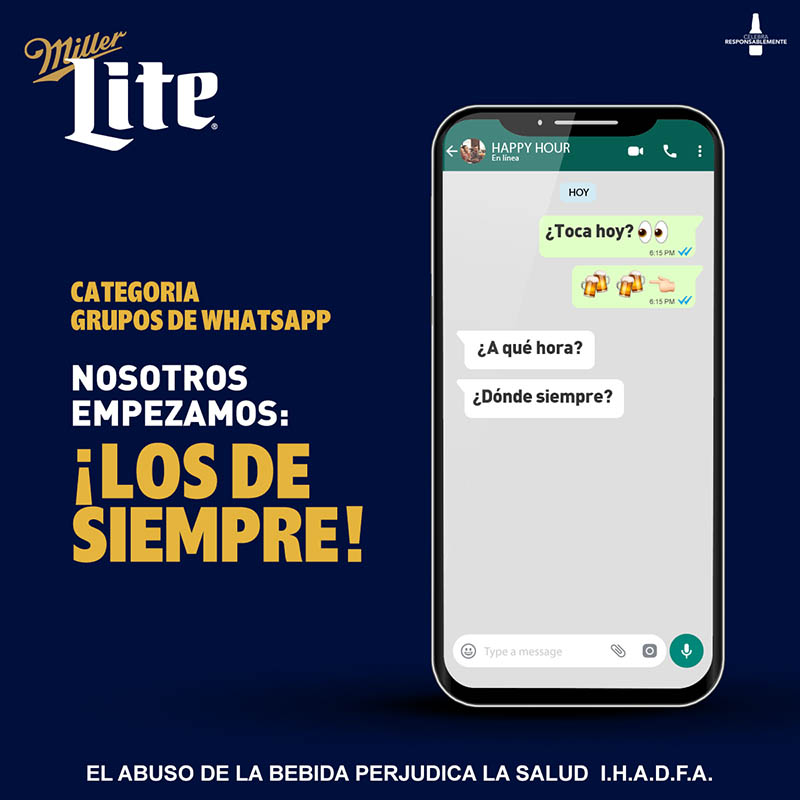 Miller
Lite
CELEBRA
RESPONSABLEMENTE
HAPPY HOUR
En línea
HOY
¿Toca hoy? 👀
6:15 PM
🍻 🍻 👈🏻
6:15 PM
¿A qué hora?
¿Dónde siempre?
Type a message
CATEGORIA
GRUPOS DE WHATSAPP
NOSOTROS
EMPEZAMOS:
¡LOS DE
SIEMPRE!
EL ABUSO DE LA BEBIDA PERJUDICA LA SALUD I.H.A.D.F.A.